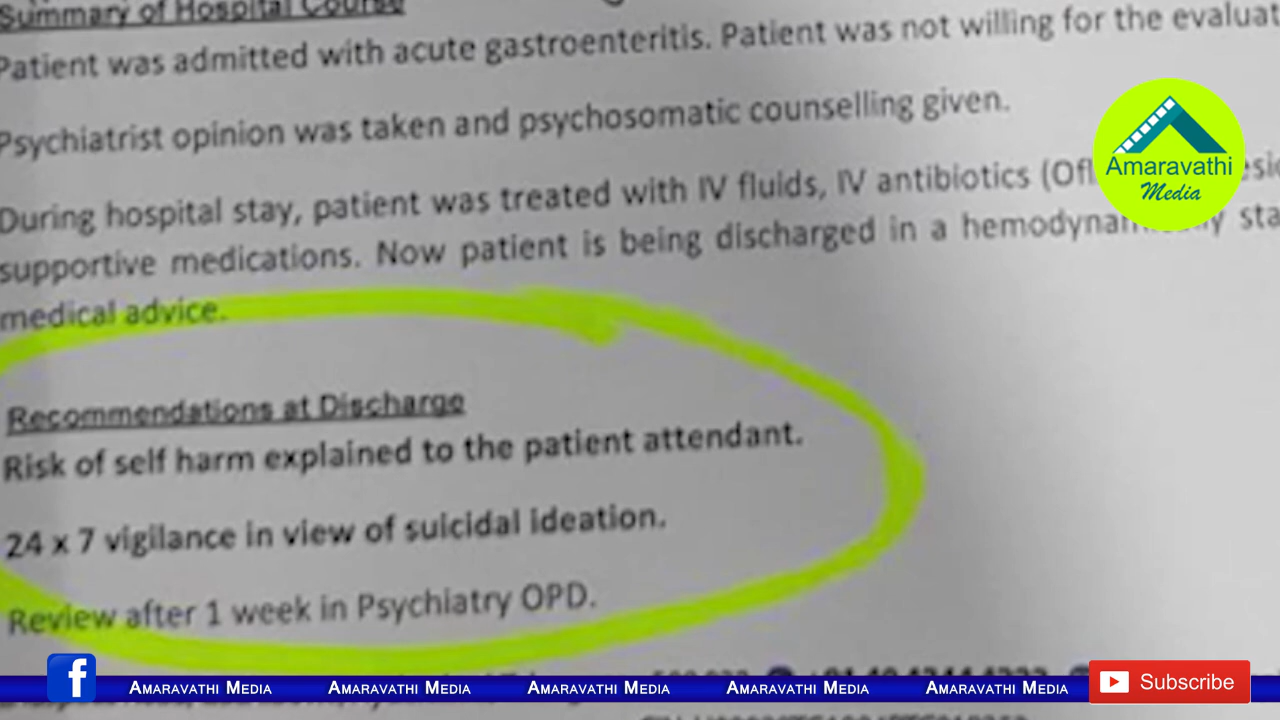 Summary of Hospital Course
Patient was admitted with acute gastroenteritis. Patient was not willing for the evaluat
Psychiatrist opinion was taken and psychosomatic counselling given.
During hospital stay, patient was treated with IV fluids, IV antibiotics (Ofl
supportive medications. Now patient is being discharged in a
medical advice.
Recommendations at Discharge
Risk of self harm explained to the patient attendant.
24 x 7 vigilance in view of suicidal ideation.
Review after 1 week in Psychiatry OPD.
Amaravathi
Media
f Amaravathi Media Amaravathi Media Amaravathi Media Amaravathi Media Amaravathi Media Subscribe